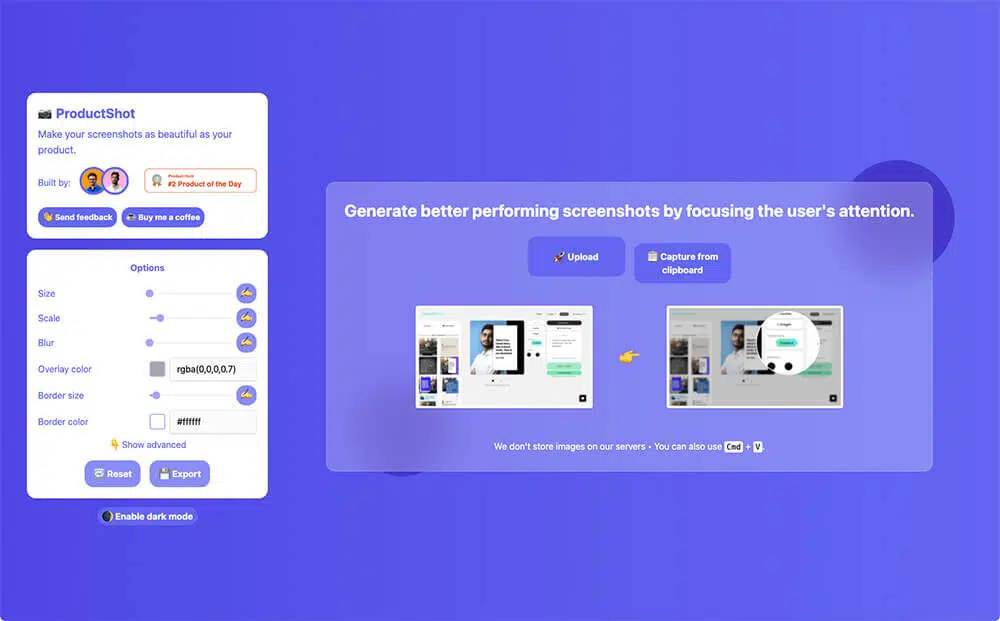 ProductShot
Make your screenshots as beautiful as your
product.
Built by:
Product Hunt
#2 Product of the Day
Send feedback
Buy me a coffee
Options
Size
Scale
Blur
Overlay color
rgba(0,0,0,0.7)
Border size
Border color
#ffffff
Show advanced
Reset
Export
Enable dark mode
Generate better performing screenshots by focusing the user's attention.
Upload
Capture from
clipboard
We don't store images on our servers • You can also use Cmd + V.